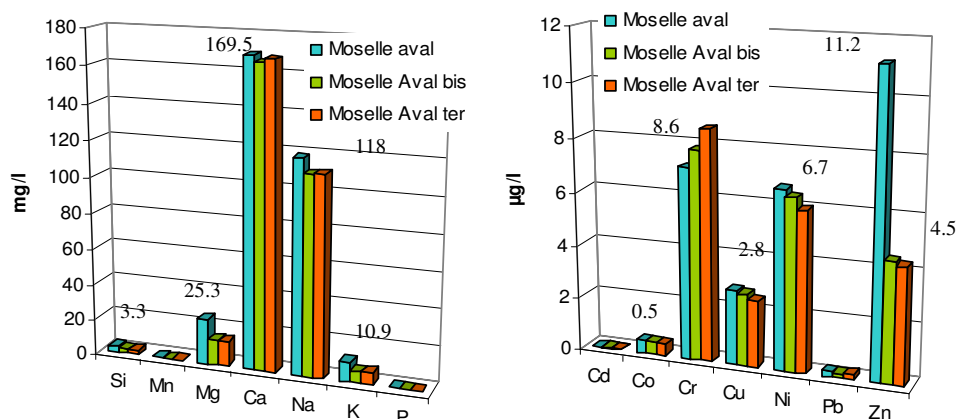 180
160
140
120
100
80
60
40
20
0
mg/l
Moselle aval
Moselle Aval bis
Moselle Aval ter
169.5
118
3.3
25.3
10.9
Si Mn Mg Ca Na K P
12
10
8
6
4
2
0
µg/l
Moselle aval
Moselle Aval bis
Moselle Aval ter
11.2
8.6
6.7
2.8
4.5
0.5
Cd Co Cr Cu Ni Pb Zn